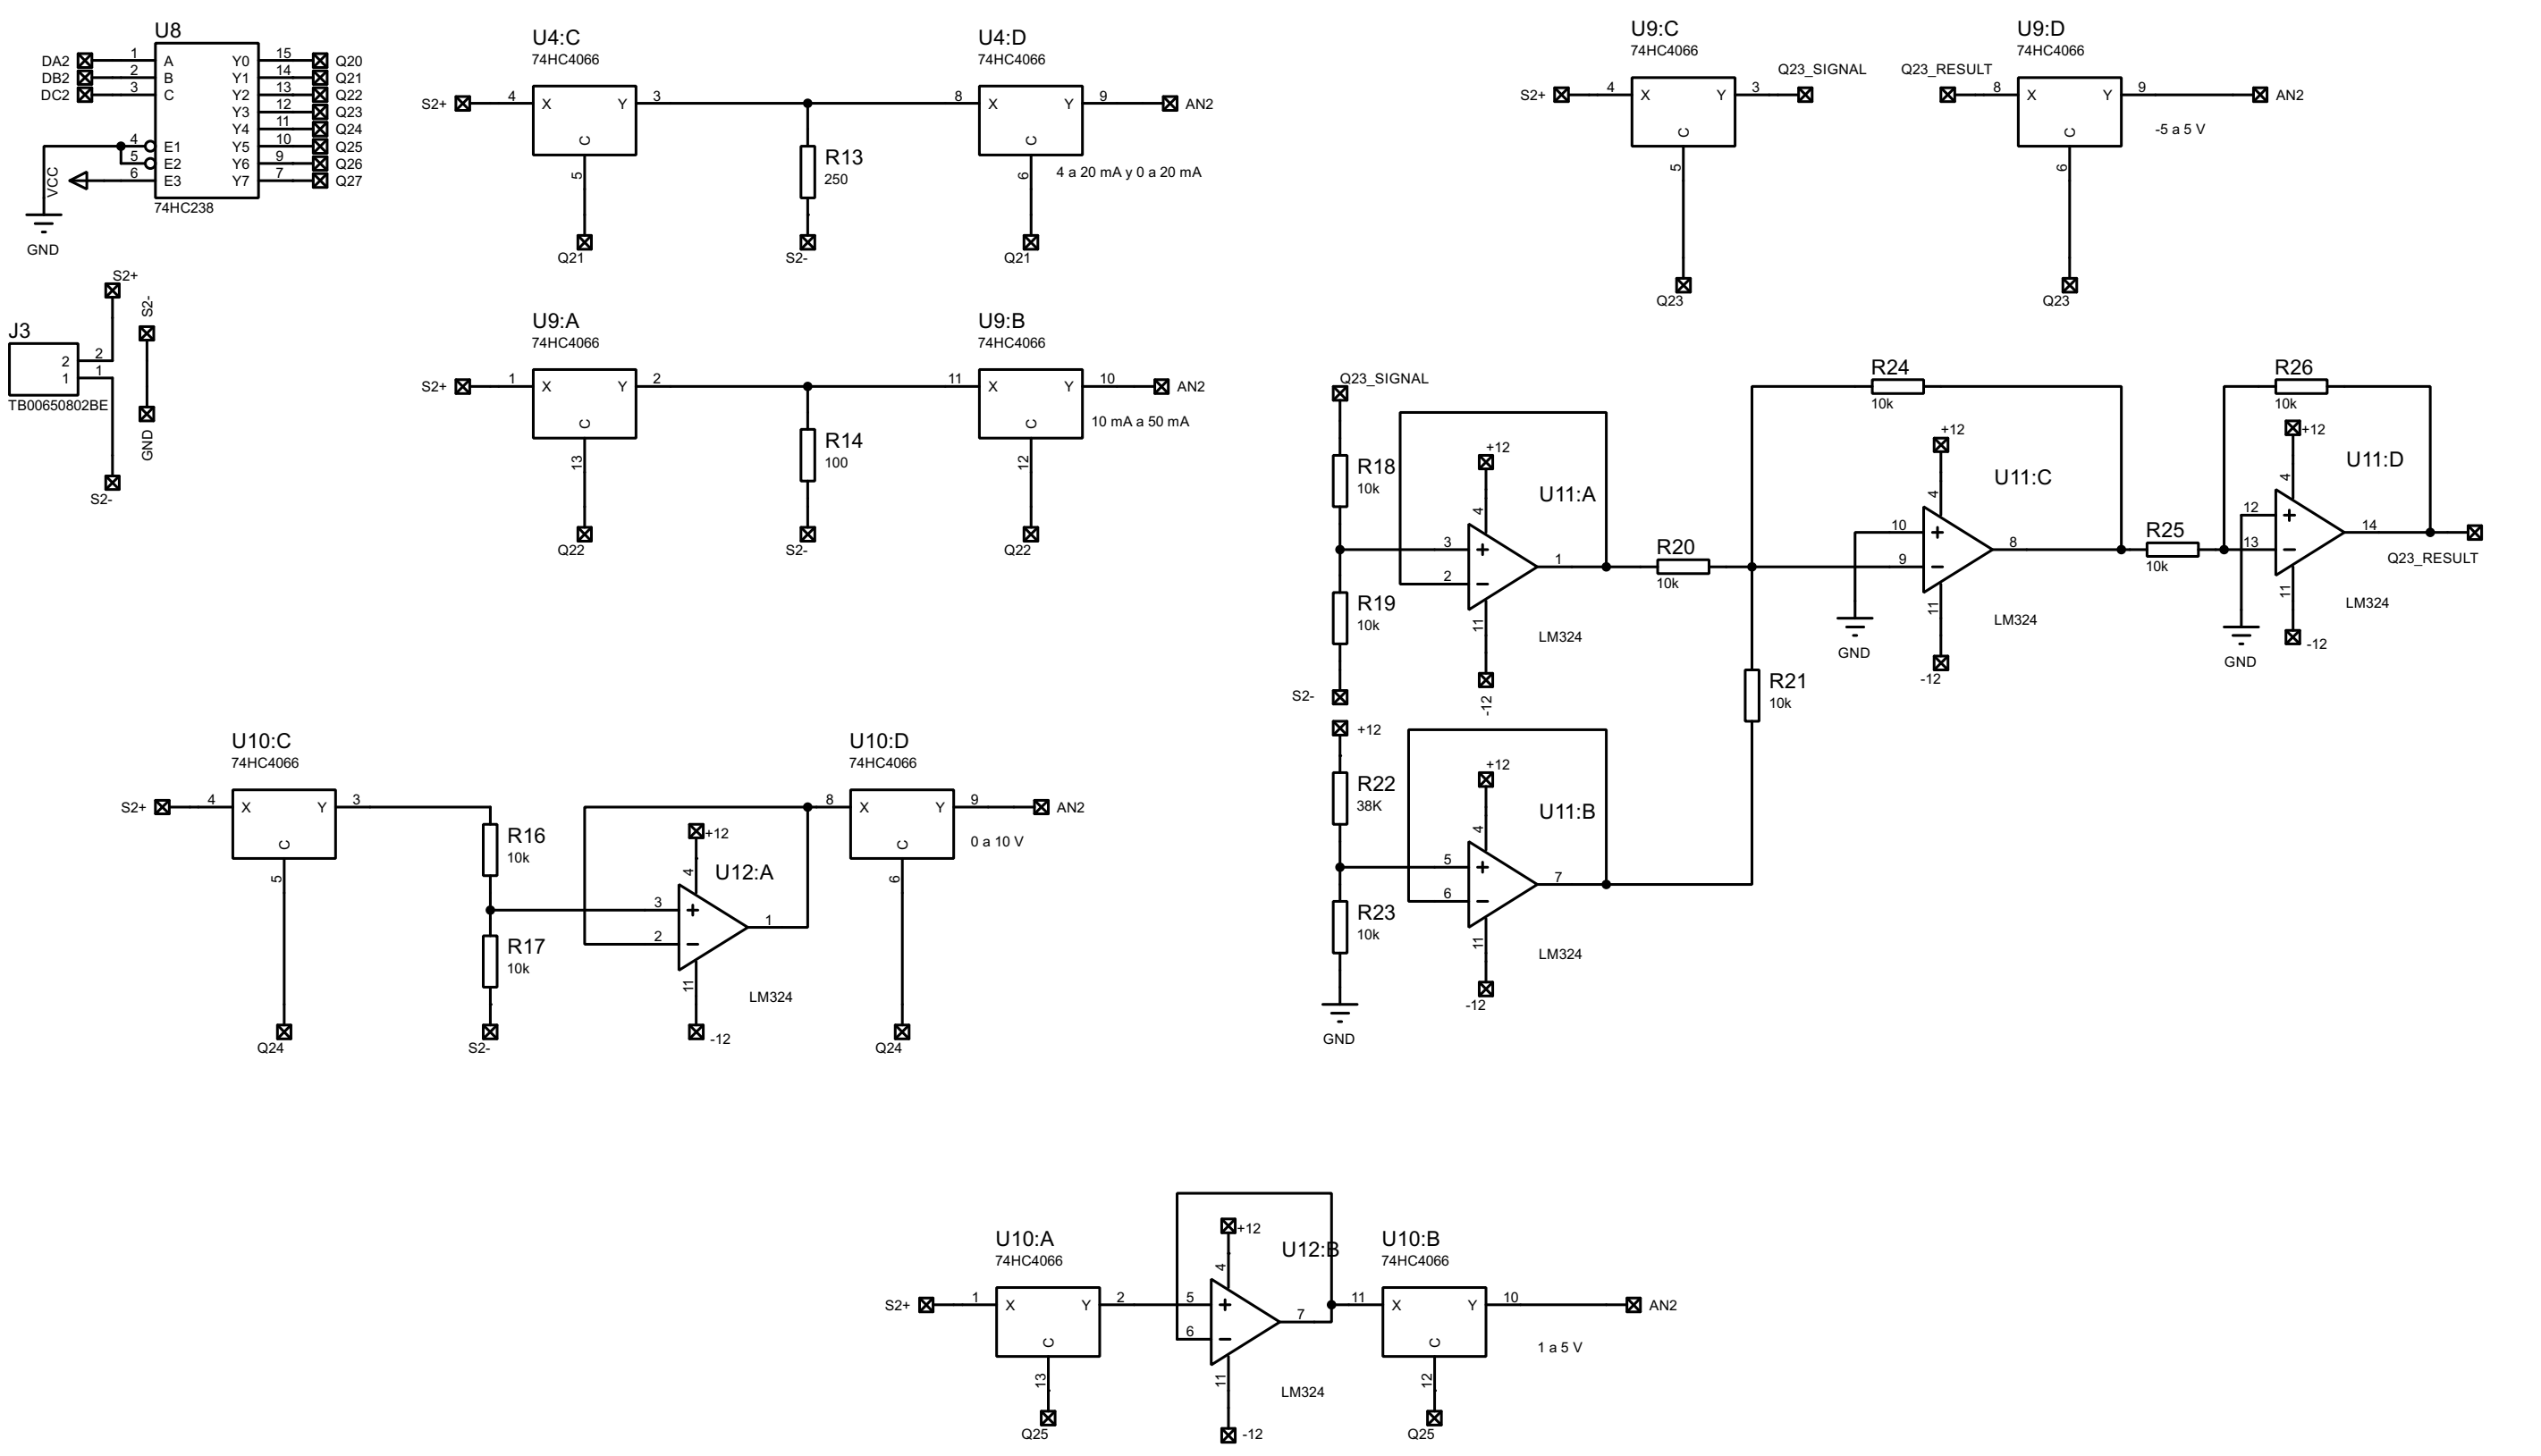 U8
DA2 1 A Y0 15 Q20
DB2 2 B Y1 14 Q21
DC2 3 C Y2 13 Q22
Y3 12 Q23
Y4 11 Q24
4 E1 Y5 10 Q25
5 E2 Y6 9 Q26
VCC 6 E3 Y7 7 Q27
74HC238
GND
U4:C
74HC4066
S2+ 4 X Y 3
C
5
Q21
R13
250
S2-
U4:D
74HC4066
8 X Y 9 AN2
C
6
4 a 20 mA y 0 a 20 mA
Q21
U9:C
74HC4066
S2+ 4 X Y 3 Q23_SIGNAL
C
5
Q23
U9:D
74HC4066
Q23_RESULT 8 X Y 9 AN2
C
6
-5 a 5 V
Q23
S2+
S2-
J3
2 2
1 1
TB00650802BE
GND
S2-
U9:A
74HC4066
S2+ 1 X Y 2
C
13
Q22
R14
100
S2-
U9:B
74HC4066
11 X Y 10 AN2
C
12
10 mA a 50 mA
Q22
Q23_SIGNAL
R18
10k
R19
10k
S2-
+12
4
U11:A
3 +
2 −
1
11
LM324
-12
R20
10k
R24
10k
+12
4
U11:C
10 +
9 −
8
11
LM324
GND
-12
R21
10k
R25
10k
R26
10k
+12
4
U11:D
12 +
13 −
14
11
LM324
GND
-12
Q23_RESULT
+12
R22
38K
R23
10k
GND
+12
4
U11:B
5 +
6 −
7
11
LM324
-12
U10:C
74HC4066
S2+ 4 X Y 3
C
5
Q24
R16
10k
R17
10k
S2-
+12
4
U12:A
3 +
2 −
1
11
LM324
-12
U10:D
74HC4066
8 X Y 9 AN2
C
6
0 a 10 V
Q24
U10:A
74HC4066
S2+ 1 X Y 2
C
13
Q25
+12
4
U12:B
5 +
6 −
7
11
LM324
-12
U10:B
74HC4066
11 X Y 10 AN2
C
12
1 a 5 V
Q25